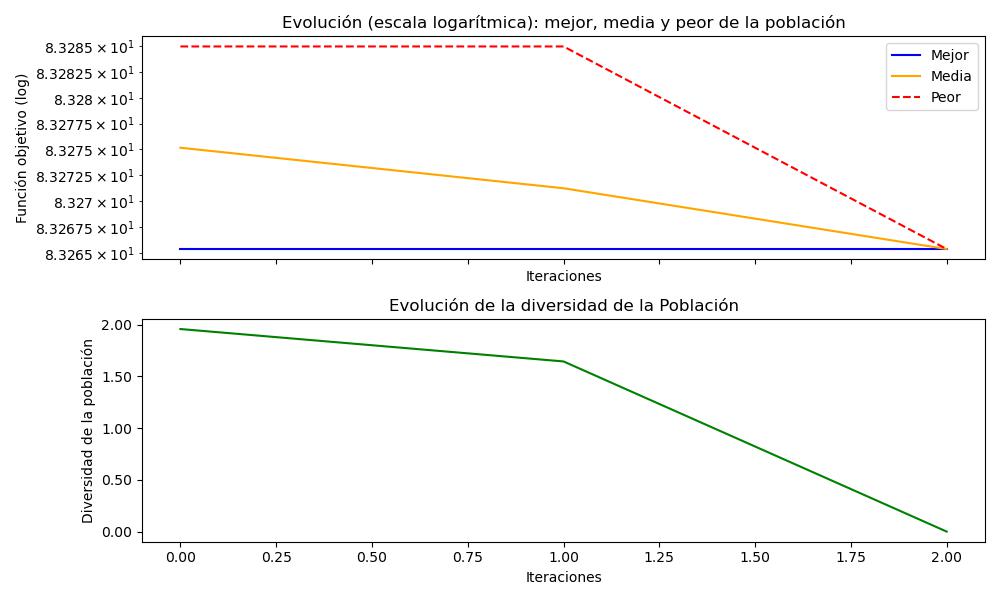 Evolución (escala logarítmica): mejor, media y peor de la población
8.3285 × 10¹
8.32825 × 10¹
8.328 × 10¹
8.32775 × 10¹
8.3275 × 10¹
8.32725 × 10¹
8.327 × 10¹
8.32675 × 10¹
8.3265 × 10¹
Función objetivo (log)
Mejor
Media
Peor
Iteraciones
Evolución de la diversidad de la Población
2.00
1.50
1.00
0.50
0.00
Diversidad de la población
0.00 0.25 0.50 0.75 1.00 1.25 1.50 1.75 2.00
Iteraciones